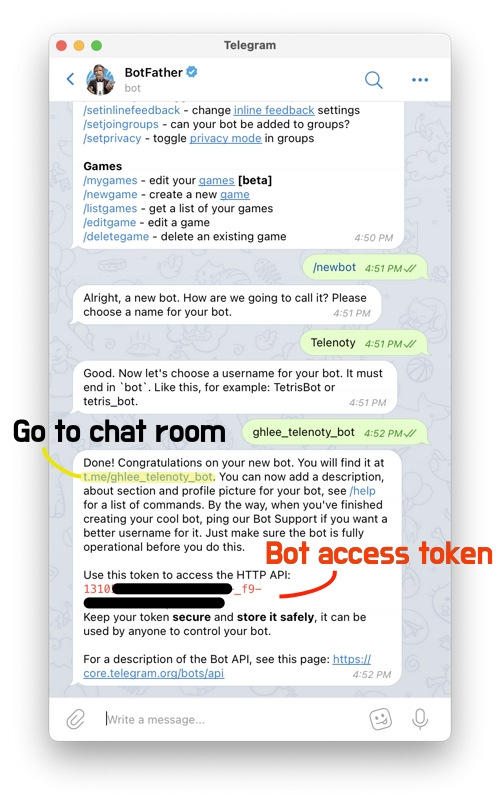 Telegram
BotFather
bot
/setinlinefeedback - change inline feedback settings
/setjoingroups - can your bot be added to groups?
/setprivacy - toggle privacy mode in groups
Games
/mygames - edit your games [beta]
/newgame - create a new game
/listgames - get a list of your games
/editgame - edit a game
/deletegame - delete an existing game
4:50 PM
/newbot 4:51 PM
Alright, a new bot. How are we going to call it? Please
choose a name for your bot. 4:51 PM
Telenoty 4:51 PM
Good. Now let's choose a username for your bot. It must
end in `bot`. Like this, for example: TetrisBot or
tetris_bot. 4:51 PM
Go to chat room
ghlee_telenoty_bot 4:52 PM
Done! Congratulations on your new bot. You will find it at
t.me/ghlee_telenoty_bot. You can now add a description,
about section and profile picture for your bot, see /help
for a list of commands. By the way, when you've finished
creating your cool bot, ping our Bot Support if you want a
better username for it. Just make sure the bot is fully
operational before you do this.
Bot access token
Use this token to access the HTTP API:
1310 _f9-
Keep your token secure and store it safely, it can be
used by anyone to control your bot.
For a description of the Bot API, see this page: https://
core.telegram.org/bots/api 4:52 PM
Write a message...